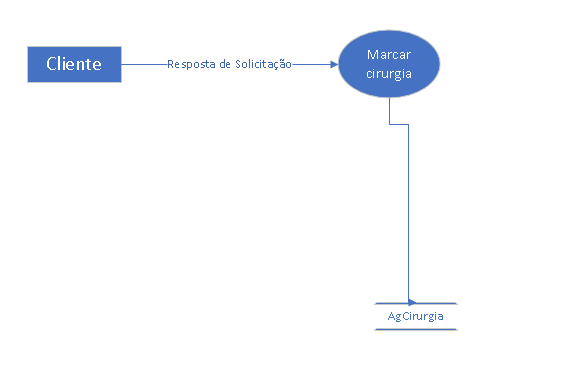 Cliente
Resposta de Solicitação
Marcar
cirurgia
AgCirurgia